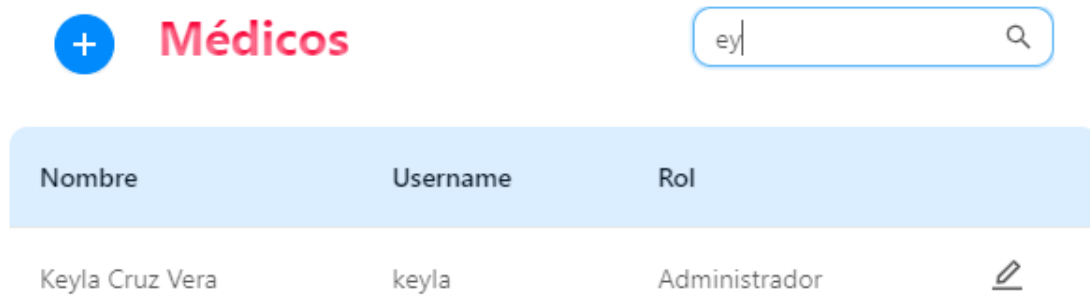 Médicos
ey
Nombre Username Rol
Keyla Cruz Vera keyla Administrador